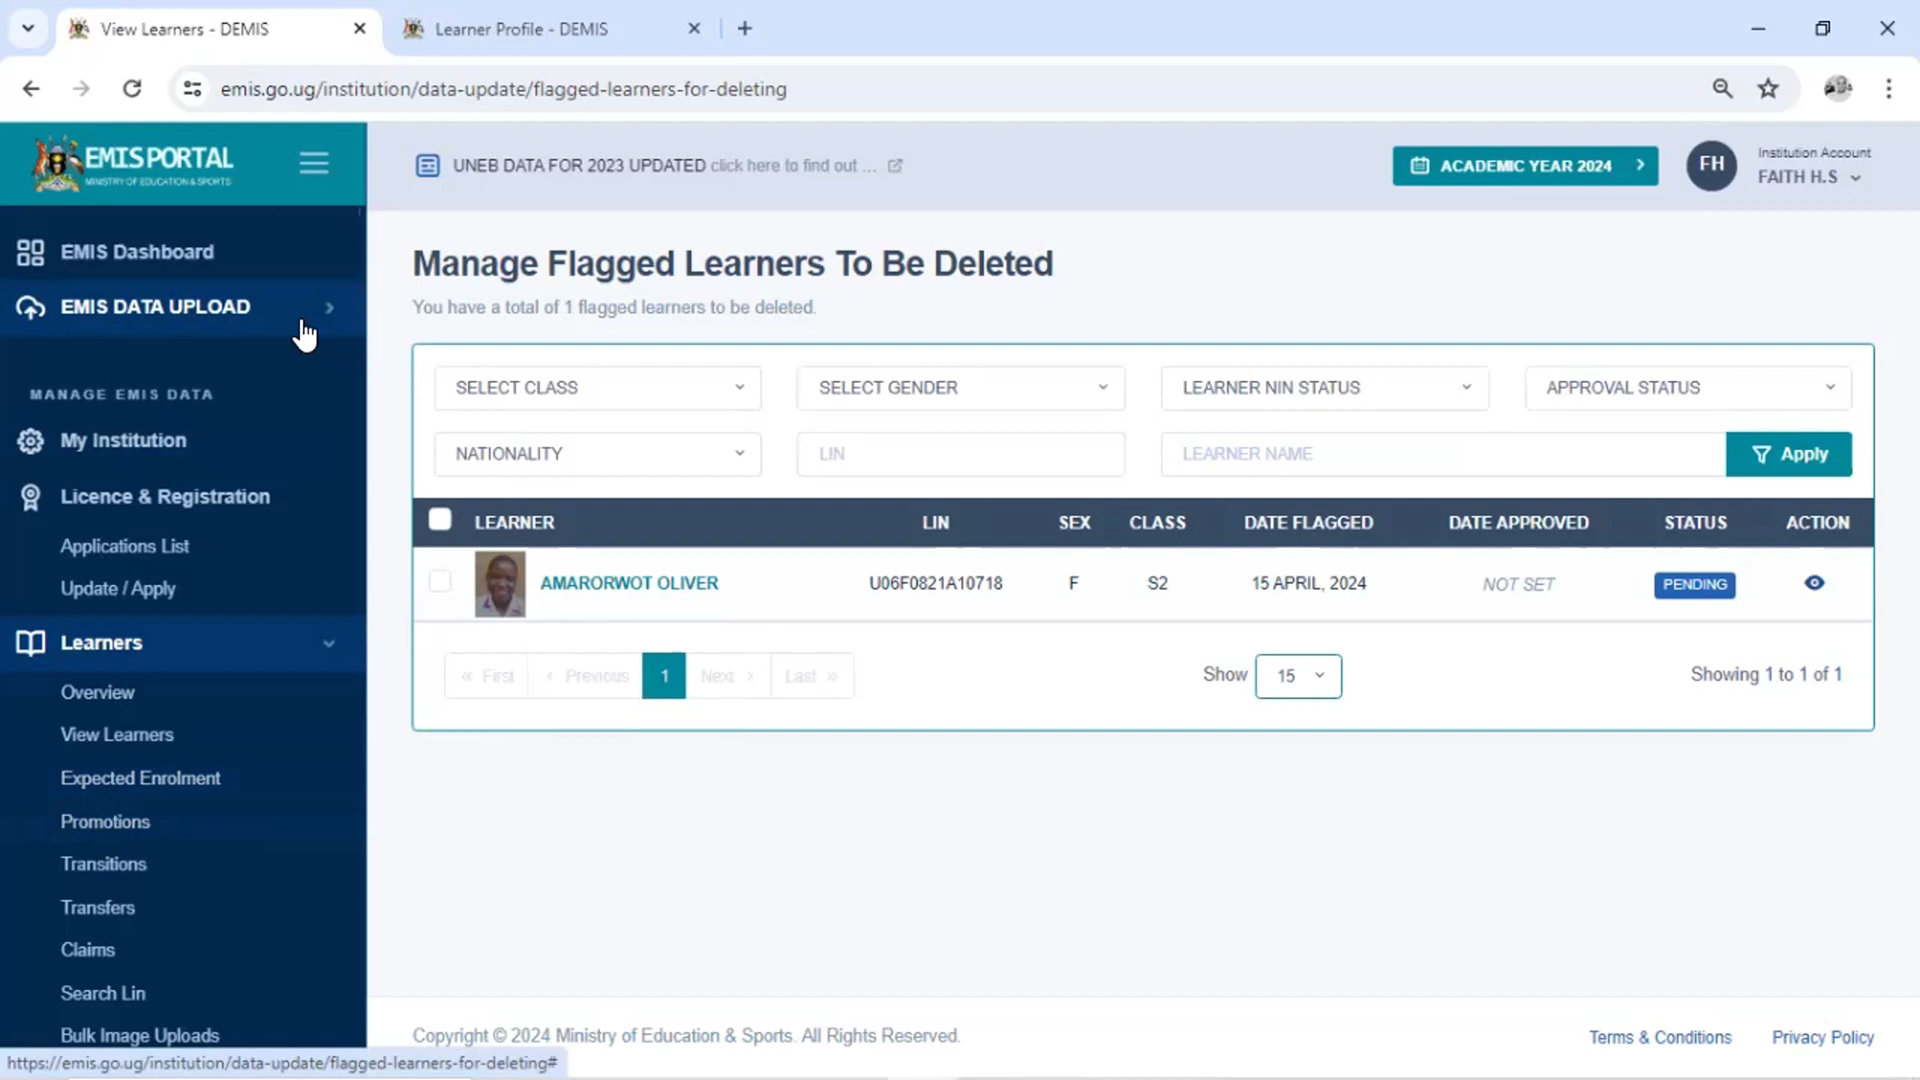 View Learners - DEMIS
Learner Profile - DEMIS
emis.go.ug/institution/data-update/flagged-learners-for-deleting
EMIS PORTAL
MINISTRY OF EDUCATION & SPORTS
UNEB DATA FOR 2023 UPDATED click here to find out ...
ACADEMIC YEAR 2024
FH
Institution Account
FAITH H.S
EMIS Dashboard
EMIS DATA UPLOAD
MANAGE EMIS DATA
My Institution
Licence & Registration
Applications List
Update / Apply
Learners
Overview
View Learners
Expected Enrolment
Promotions
Transitions
Transfers
Claims
Search Lin
Bulk Image Uploads
Manage Flagged Learners To Be Deleted
You have a total of 1 flagged learners to be deleted.
SELECT CLASS SELECT GENDER LEARNER NIN STATUS APPROVAL STATUS
NATIONALITY LIN LEARNER NAME Apply
LEARNER LIN SEX CLASS DATE FLAGGED DATE APPROVED STATUS ACTION
AMARORWOT OLIVER U06F0821A10718 F S2 15 APRIL, 2024 NOT SET PENDING
« First ‹ Previous 1 Next › Last » Show 15 Showing 1 to 1 of 1
Copyright © 2024 Ministry of Education & Sports. All Rights Reserved. Terms & Conditions Privacy Policy
https://emis.go.ug/institution/data-update/flagged-learners-for-deleting#